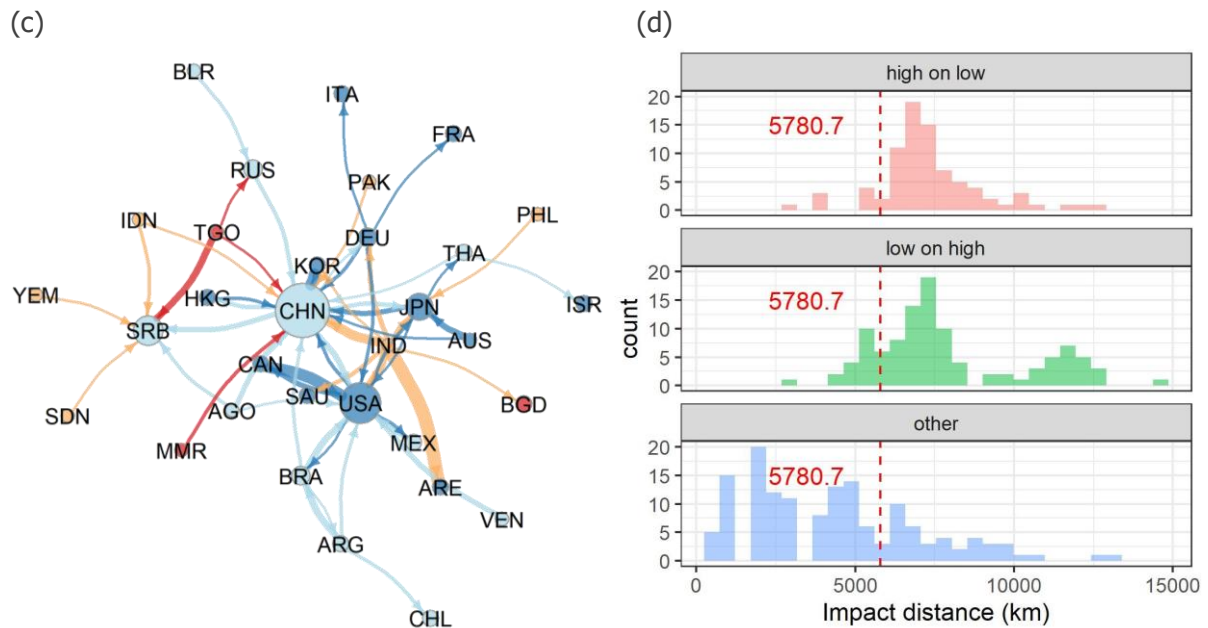 (c)
BLR
ITA
FRA
RUS
PAK
IDN
TGO
DEU
PHL
THA
KOR
YEM
HKG
CHN
JPN
ISR
SRB
AUS
IND
CAN
SAU
USA
SDN
AGO
BGD
MMR
MEX
BRA
ARE
VEN
ARG
CHL
(d)
high on low
20
15
10
5
0
5780.7
low on high
20
15
10
5
0
5780.7
count
other
20
15
10
5
0
5780.7
0 5000 10000 15000
Impact distance (km)